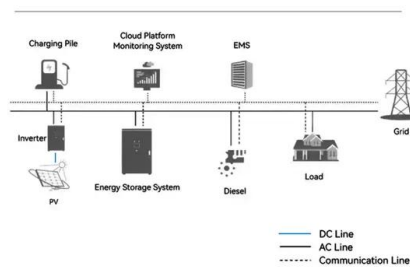 Charging Pile
Cloud Platform
Monitoring System
EMS
Grid
Inverter
PV
Energy Storage System
Diesel
Load
DC Line
AC Line
Communication Line